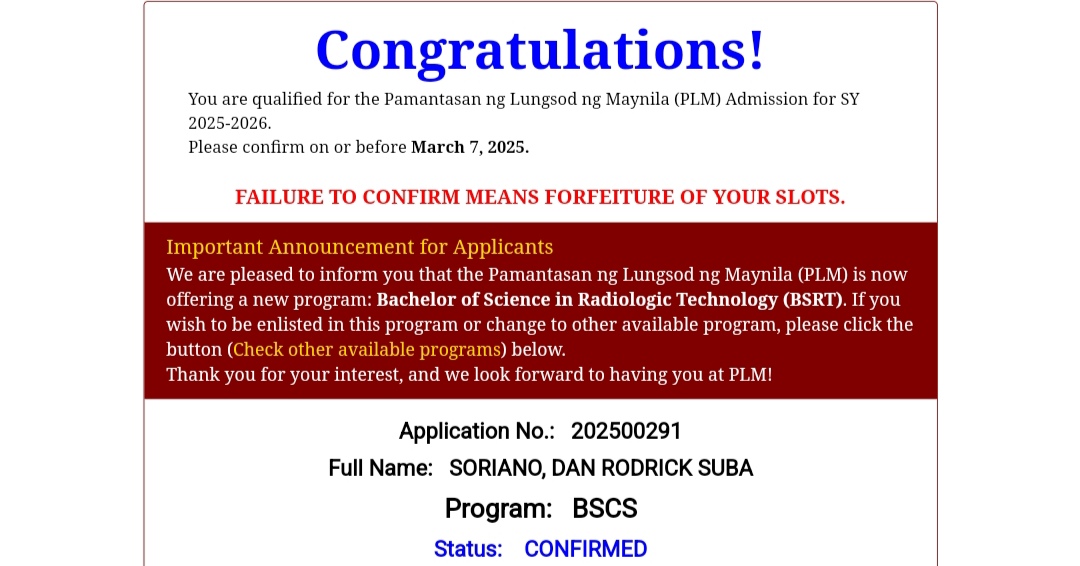 Congratulations!
You are qualified for the Pamantasan ng Lungsod ng Maynila (PLM) Admission for SY
2025-2026.
Please confirm on or before March 7, 2025.
FAILURE TO CONFIRM MEANS FORFEITURE OF YOUR SLOTS.
Important Announcement for Applicants
We are pleased to inform you that the Pamantasan ng Lungsod ng Maynila (PLM) is now
offering a new program: Bachelor of Science in Radiologic Technology (BSRT). If you
wish to be enlisted in this program or change to other available program, please click the
button (Check other available programs) below.
Thank you for your interest, and we look forward to having you at PLM!
Application No.: 202500291
Full Name: SORIANO, DAN RODRICK SUBA
Program: BSCS
Status: CONFIRMED